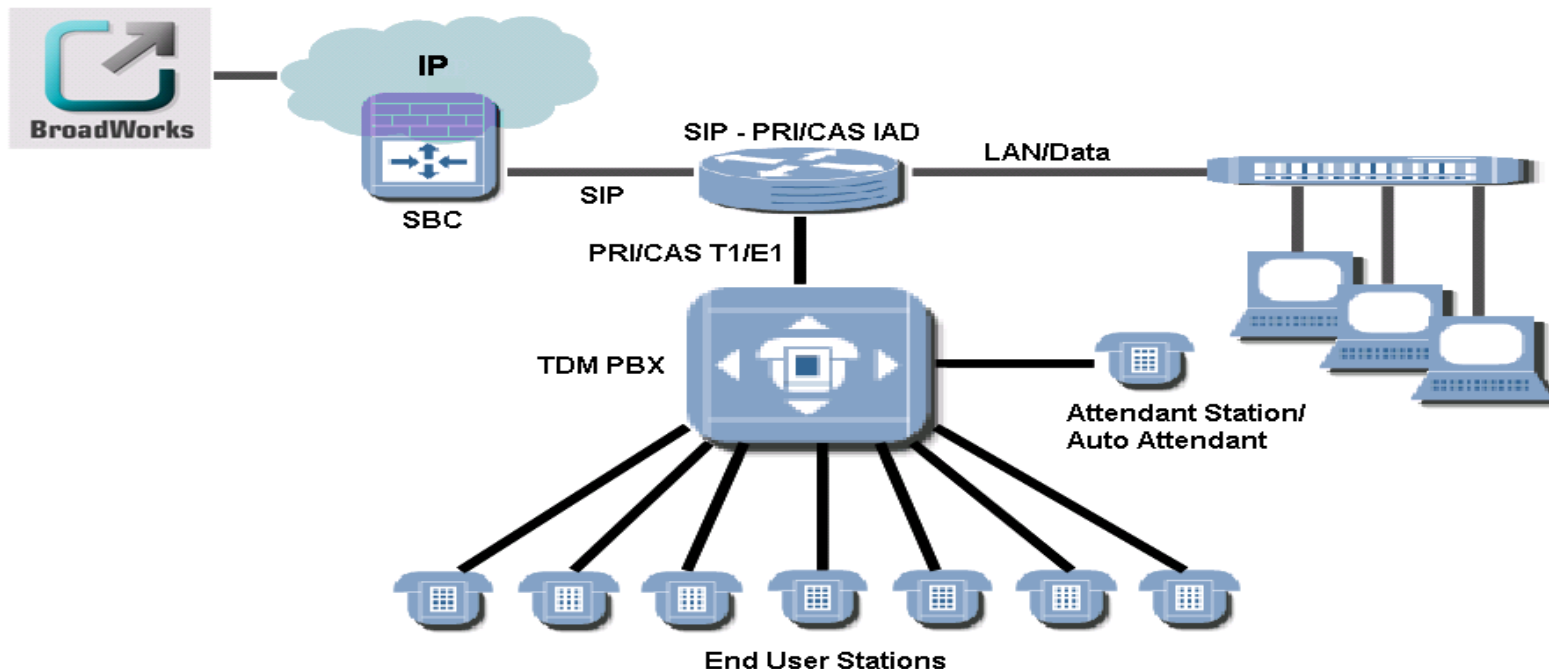 BroadWorks
IP
SBC
SIP
SIP - PRI/CAS IAD
LAN/Data
PRI/CAS T1/E1
TDM PBX
Attendant Station/
Auto Attendant
End User Stations